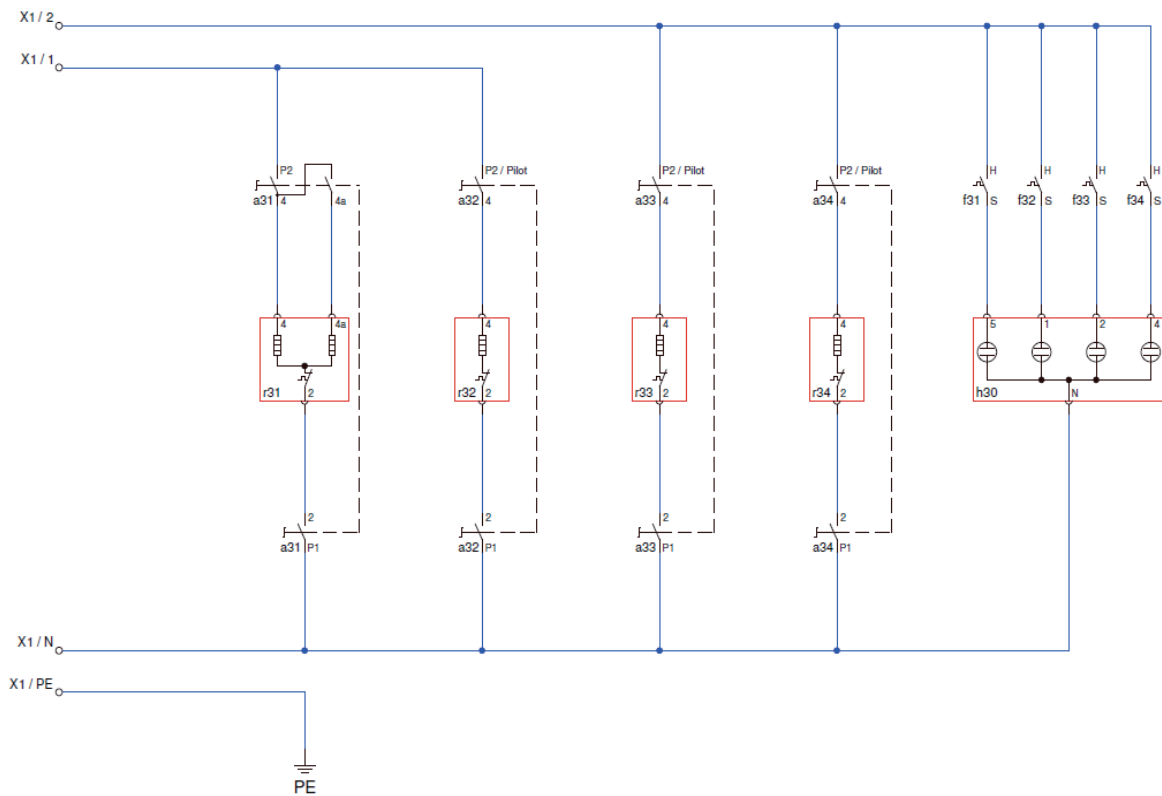 X1 / 2
X1 / 1
P2 P2 / Pilot P2 / Pilot P2 / Pilot H H H H
a31 4 4a a32 4 a33 4 a34 4 f31 S f32 S f33 S f34 S
4 4a 4 4 4 5 1 2 4
r31 2 r32 2 r33 2 r34 2 h30 N
2 2 2 2
a31 P1 a32 P1 a33 P1 a34 P1
X1 / N
X1 / PE
PE